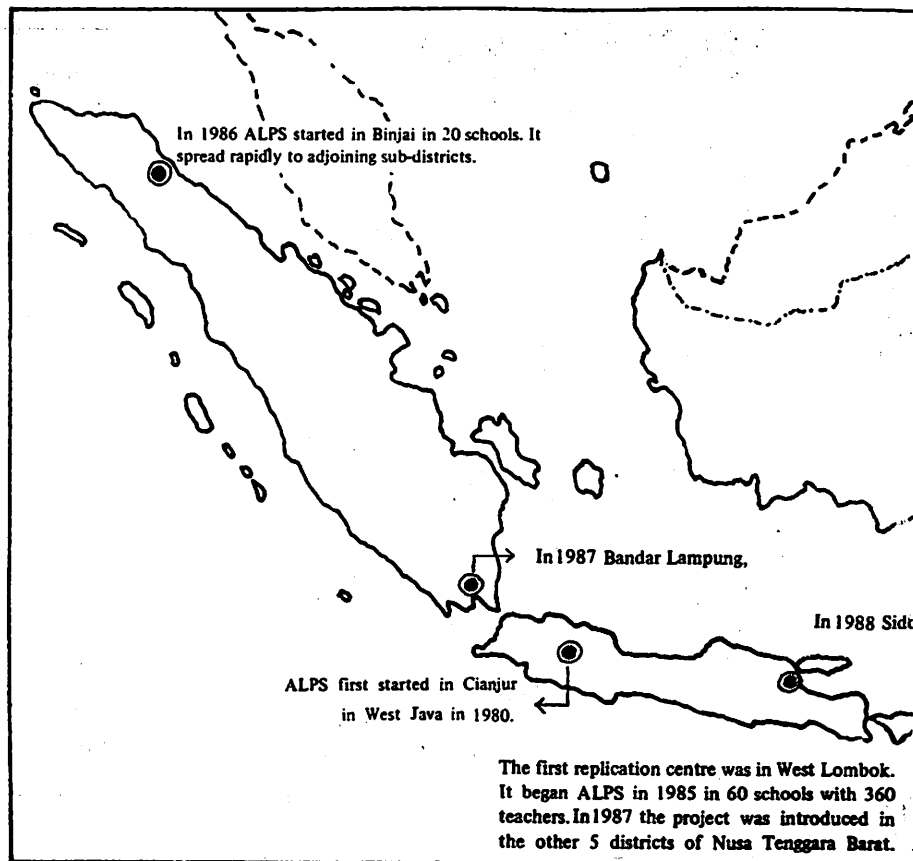 In 1986 ALPS started in Binjai in 20 schools. It
spread rapidly to adjoining sub-districts.
In 1987 Bandar Lampung,
In 1988
ALPS first started in Cianjur
in West Java in 1980.
The first replication centre was in West Lombok.
It began ALPS in 1985 in 60 schools with 360
teachers. In 1987 the project was introduced in
the other 5 districts of Nusa Tenggara Barat.